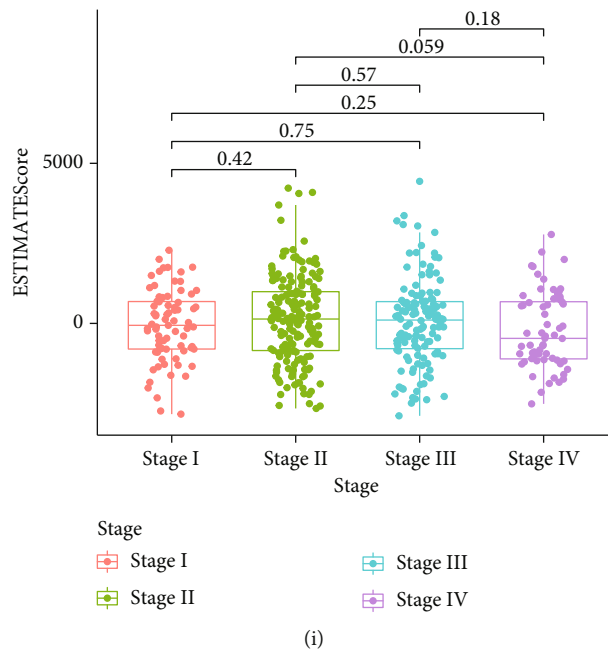 0.18
0.059
0.57
0.25
0.75
0.42
5000
0
ESTIMATEScore
Stage I
Stage II
Stage III
Stage IV
Stage
Stage
Stage I
Stage III
Stage II
Stage IV
(i)